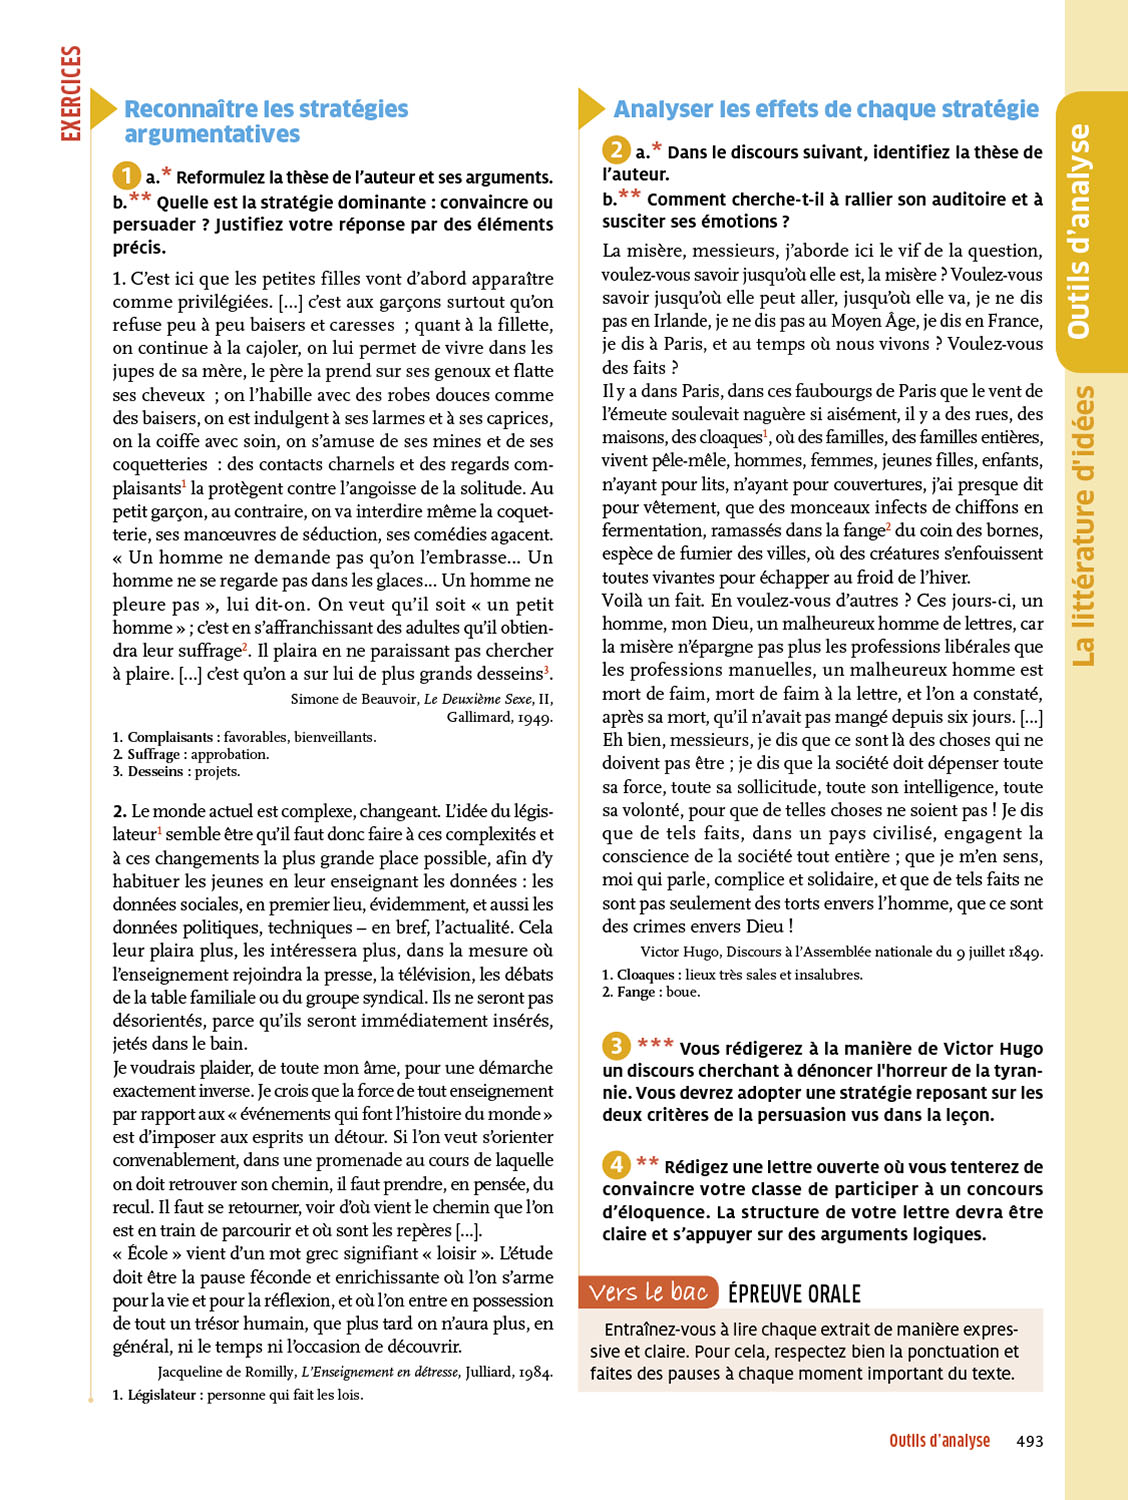 EXERCICES
Reconnaître les stratégies
argumentatives
1 a.* Reformulez la thèse de l'auteur et ses arguments.
b.** Quelle est la stratégie dominante : convaincre ou
persuader ? Justifiez votre réponse par des éléments
précis.
1. C'est ici que les petites filles vont d'abord apparaître
comme privilégiées. [...] c'est aux garçons surtout qu'on
refuse peu à peu baisers et caresses ; quant à la fillette,
on continue à la cajoler, on lui permet de vivre dans les
jupes de sa mère, le père la prend sur ses genoux et flatte
ses cheveux ; on l'habille avec des robes douces comme
des baisers, on est indulgent à ses larmes et à ses caprices,
on la coiffe avec soin, on s'amuse de ses mines et de ses
coquetteries : des contacts charnels et des regards com-
plaisants1 la protègent contre l'angoisse de la solitude. Au
petit garçon, au contraire, on va interdire même la coquet-
terie, ses manœuvres de séduction, ses comédies agacent.
« Un homme ne demande pas qu'on l'embrasse... Un
homme ne se regarde pas dans les glaces... Un homme ne
pleure pas », lui dit-on. On veut qu'il soit « un petit
homme » ; c'est en s'affranchissant des adultes qu'il obtien-
dra leur suffrage2. Il plaira en ne paraissant pas chercher
à plaire. [...] c'est qu'on a sur lui de plus grands desseins3.
Simone de Beauvoir, Le Deuxième Sexe, II,
Gallimard, 1949.
1. Complaisants : favorables, bienveillants.
2. Suffrage : approbation.
3. Desseins : projets.
2. Le monde actuel est complexe, changeant. L'idée du légis-
lateur1 semble être qu'il faut donc faire à ces complexités et
à ces changements la plus grande place possible, afin d'y
habituer les jeunes en leur enseignant les données : les
données sociales, en premier lieu, évidemment, et aussi les
données politiques, techniques – en bref, l'actualité. Cela
leur plaira plus, les intéressera plus, dans la mesure où
l'enseignement rejoindra la presse, la télévision, les débats
de la table familiale ou du groupe syndical. Ils ne seront pas
désorientés, parce qu'ils seront immédiatement insérés,
jetés dans le bain.
Je voudrais plaider, de toute mon âme, pour une démarche
exactement inverse. Je crois que la force de tout enseignement
par rapport aux « événements qui font l'histoire du monde »
est d'imposer aux esprits un détour. Si l'on veut s'orienter
convenablement, dans une promenade au cours de laquelle
on doit retrouver son chemin, il faut prendre, en pensée, du
recul. Il faut se retourner, voir d'où vient le chemin que l'on
est en train de parcourir et où sont les repères [...].
« École » vient d'un mot grec signifiant « loisir ». L'étude
doit être la pause féconde et enrichissante où l'on s'arme
pour la vie et pour la réflexion, et où l'on entre en possession
de tout un trésor humain, que plus tard on n'aura plus, en
général, ni le temps ni l'occasion de découvrir.
Jacqueline de Romilly, L'Enseignement en détresse, Julliard, 1984.
1. Législateur : personne qui fait les lois.
Analyser les effets de chaque stratégie
2 a.* Dans le discours suivant, identifiez la thèse de
l'auteur.
b.** Comment cherche-t-il à rallier son auditoire et à
susciter ses émotions ?
La misère, messieurs, j'aborde ici le vif de la question,
voulez-vous savoir jusqu'où elle est, la misère ? Voulez-vous
savoir jusqu'où elle peut aller, jusqu'où elle va, je ne dis
pas en Irlande, je ne dis pas au Moyen Âge, je dis en France,
je dis à Paris, et au temps où nous vivons ? Voulez-vous
des faits ?
Il y a dans Paris, dans ces faubourgs de Paris que le vent de
l'émeute soulevait naguère si aisément, il y a des rues, des
maisons, des cloaques1, où des familles, des familles entières,
vivent pêle-mêle, hommes, femmes, jeunes filles, enfants,
n'ayant pour lits, n'ayant pour couvertures, j'ai presque dit
pour vêtement, que des monceaux infects de chiffons en
fermentation, ramassés dans la fange2 du coin des bornes,
espèce de fumier des villes, où des créatures s'enfouissent
toutes vivantes pour échapper au froid de l'hiver.
Voilà un fait. En voulez-vous d'autres ? Ces jours-ci, un
homme, mon Dieu, un malheureux homme de lettres, car
la misère n'épargne pas plus les professions libérales que
les professions manuelles, un malheureux homme est
mort de faim, mort de faim à la lettre, et l'on a constaté,
après sa mort, qu'il n'avait pas mangé depuis six jours. [...]
Eh bien, messieurs, je dis que ce sont là des choses qui ne
doivent pas être ; je dis que la société doit dépenser toute
sa force, toute sa sollicitude, toute son intelligence, toute
sa volonté, pour que de telles choses ne soient pas ! Je dis
que de tels faits, dans un pays civilisé, engagent la
conscience de la société tout entière ; que je m'en sens,
moi qui parle, complice et solidaire, et que de tels faits ne
sont pas seulement des torts envers l'homme, que ce sont
des crimes envers Dieu !
Victor Hugo, Discours à l'Assemblée nationale du 9 juillet 1849.
1. Cloaques : lieux très sales et insalubres.
2. Fange : boue.
3 *** Vous rédigerez à la manière de Victor Hugo
un discours cherchant à dénoncer l'horreur de la tyran-
nie. Vous devrez adopter une stratégie reposant sur les
deux critères de la persuasion vus dans la leçon.
4 ** Rédigez une lettre ouverte où vous tenterez de
convaincre votre classe de participer à un concours
d'éloquence. La structure de votre lettre devra être
claire et s'appuyer sur des arguments logiques.
Vers le bac ÉPREUVE ORALE
Entraînez-vous à lire chaque extrait de manière expres-
sive et claire. Pour cela, respectez bien la ponctuation et
faites des pauses à chaque moment important du texte.
Outils d'analyse
La littérature d'idées
Outils d'analyse 493